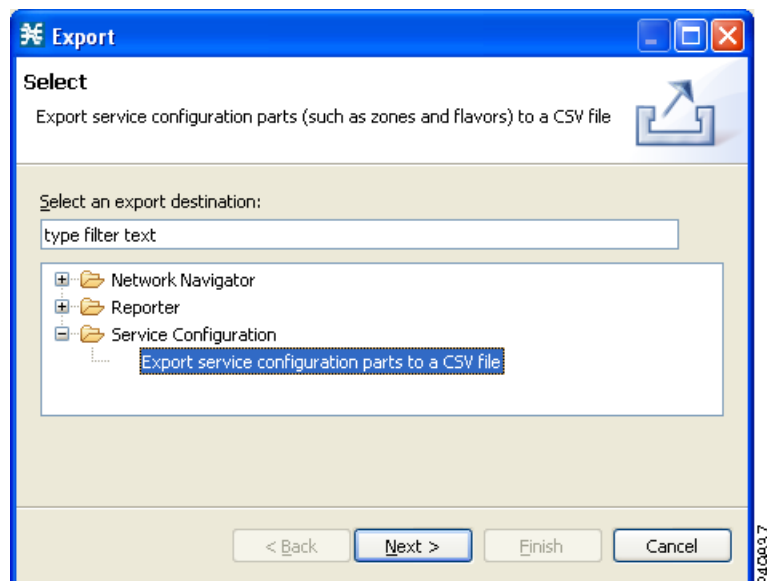 Export
Select
Export service configuration parts (such as zones and flavors) to a CSV file
Select an export destination:
type filter text
Network Navigator
Reporter
Service Configuration
Export service configuration parts to a CSV file
< Back Next > Finish Cancel